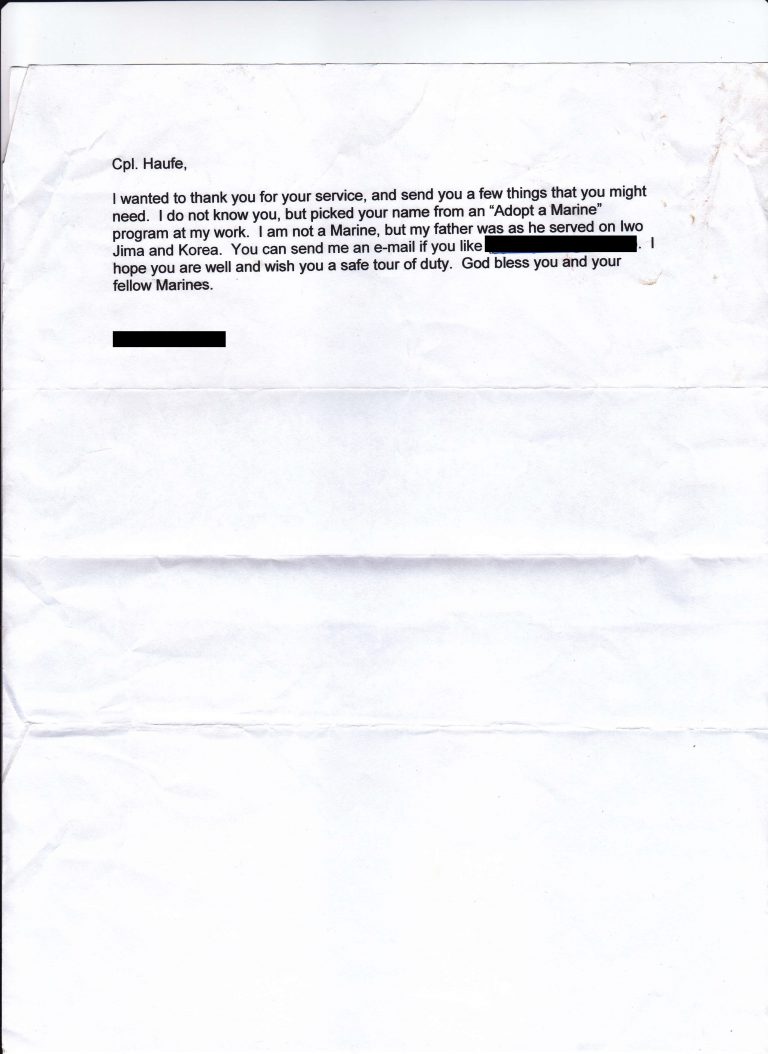 Cpl. Haufe,
I wanted to thank you for your service, and send you a few things that you might
need.  I do not know you, but picked your name from an “Adopt a Marine”
program at my work.  I am not a Marine, but my father was as he served on Iwo
Jima and Korea.  You can send me an e-mail if you like .  I
hope you are well and wish you a safe tour of duty.  God bless you and your
fellow Marines.